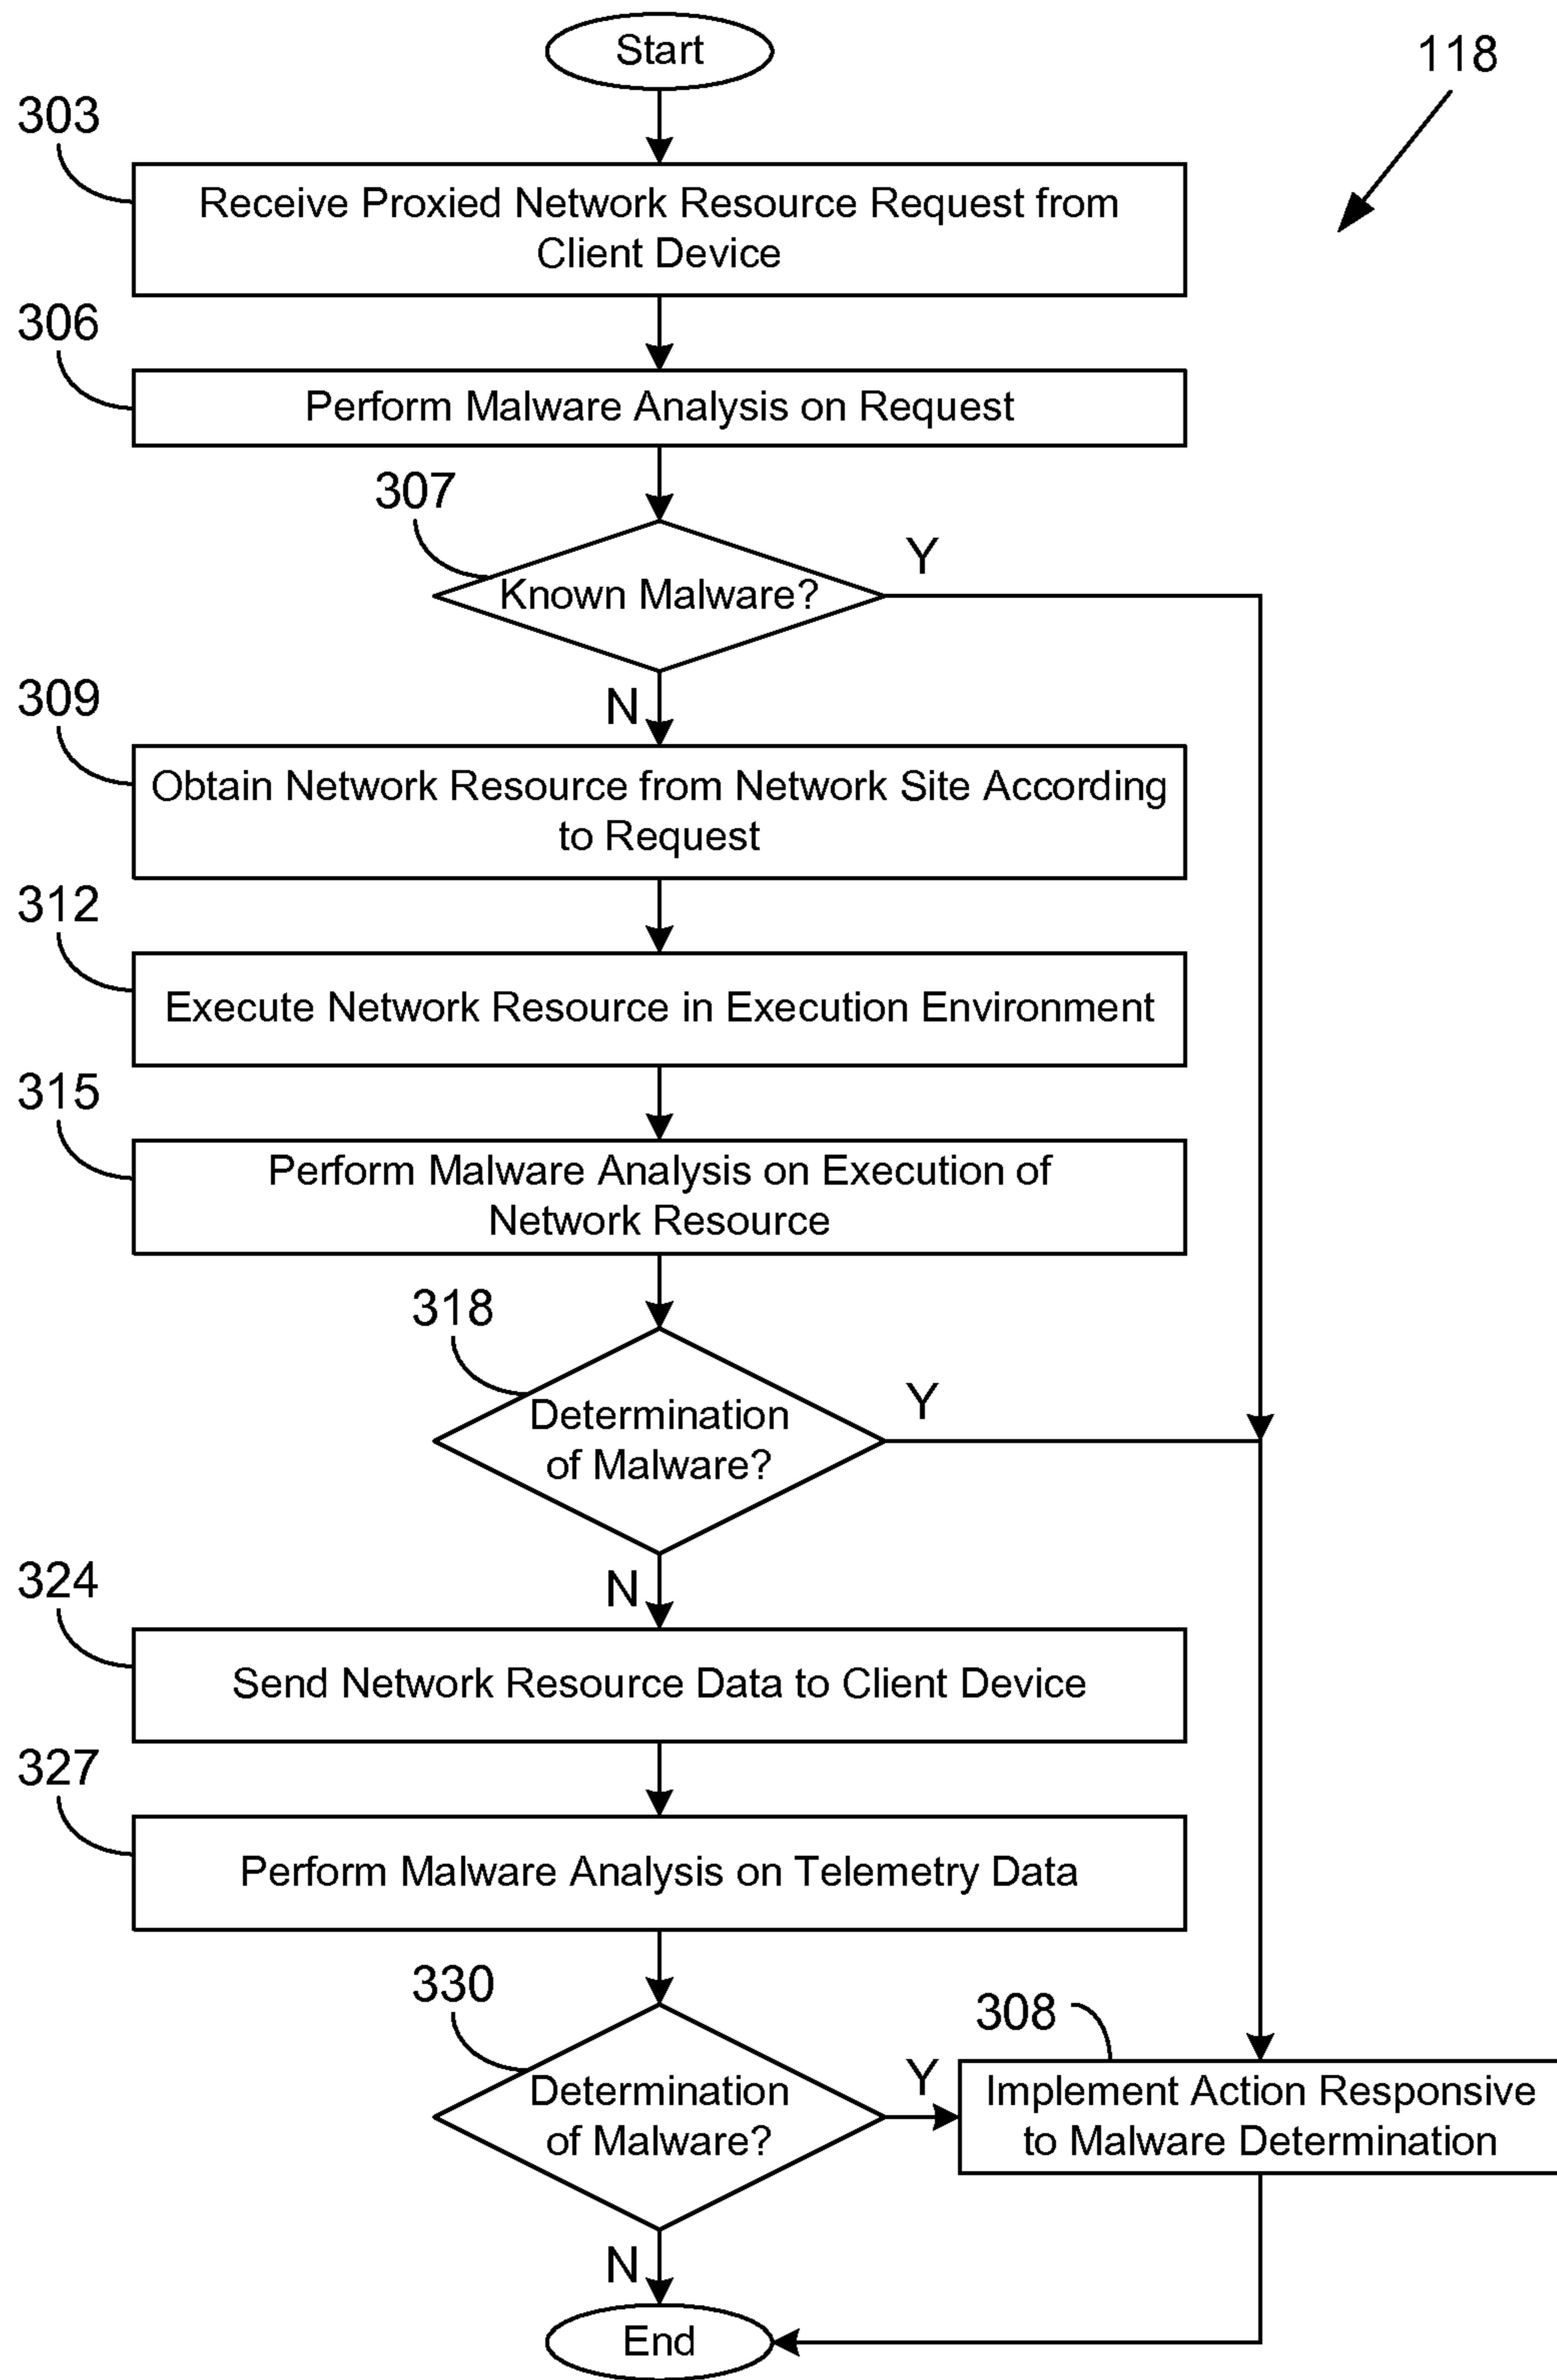 Start
118
303
Receive Proxied Network Resource Request from
Client Device
306
Perform Malware Analysis on Request
307
Known Malware?
Y
N
309
Obtain Network Resource from Network Site According
to Request
312
Execute Network Resource in Execution Environment
315
Perform Malware Analysis on Execution of
Network Resource
318
Determination
of Malware?
Y
N
324
Send Network Resource Data to Client Device
327
Perform Malware Analysis on Telemetry Data
330
Determination
of Malware?
Y
308
Implement Action Responsive
to Malware Determination
N
End